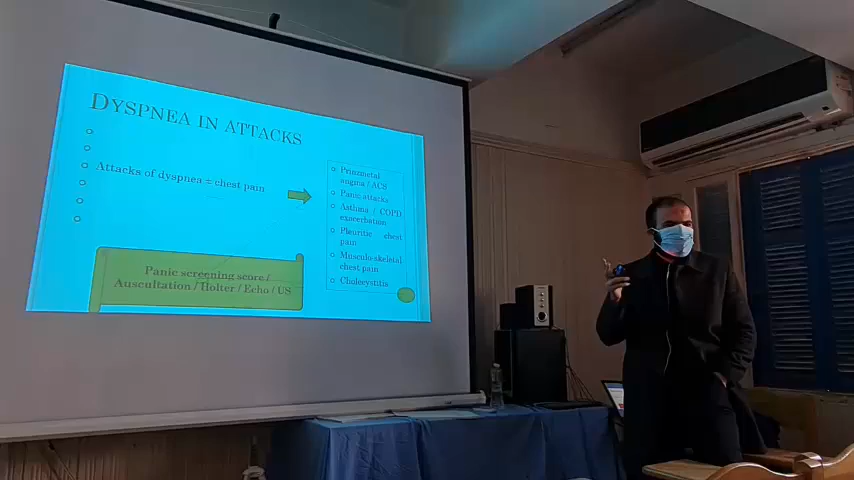 DYSPNEA IN ATTACKS
Attacks of dyspnea ± chest pain
Prinzmetal
angina / ACS
Panic attacks
Asthma / COPD
exacerbation
Pleuritic chest
pain
Musculo-skeletal
chest pain
Cholecystitis
Panic screening score /
Auscultation / Holter / Echo / US